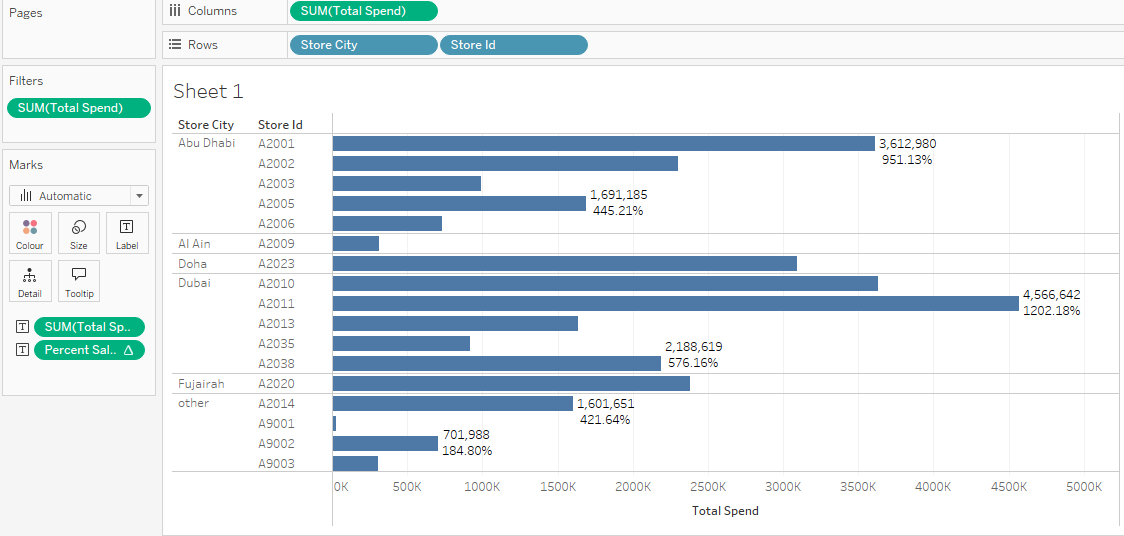 Pages
Columns SUM(Total Spend)
Rows Store City Store Id
Filters
SUM(Total Spend)
Marks
Automatic
Colour Size Label
Detail Tooltip
SUM(Total Sp..
Percent Sal.. Δ
Sheet 1
Store City Store Id
Abu Dhabi A2001 3,612,980
951.13%
A2002
A2003
A2005 1,691,185
445.21%
A2006
Al Ain A2009
Doha A2023
Dubai A2010
A2011 4,566,642
1202.18%
A2013
A2035
A2038 2,188,619
576.16%
Fujairah A2020
other A2014 1,601,651
421.64%
A9001
A9002 701,988
184.80%
A9003
0K 500K 1000K 1500K 2000K 2500K 3000K 3500K 4000K 4500K 5000K
Total Spend